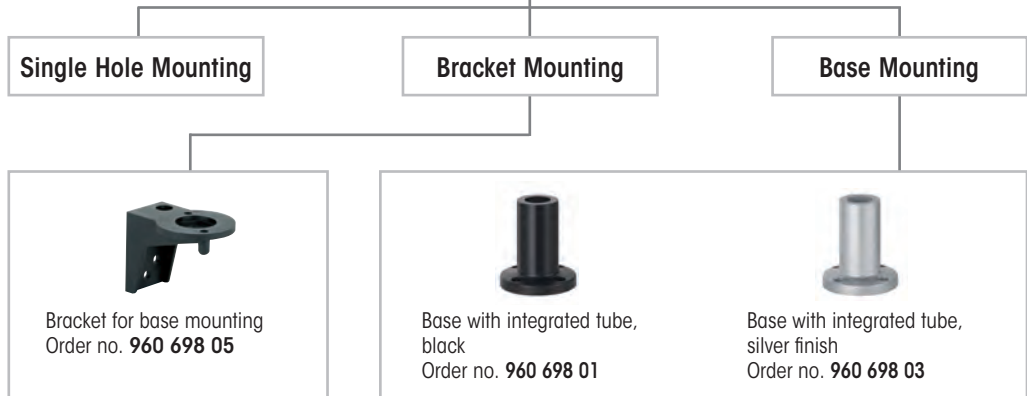 Single Hole Mounting
Bracket Mounting
Base Mounting
Bracket for base mounting
Order no. 960 698 05
Base with integrated tube,
black
Order no. 960 698 01
Base with integrated tube,
silver finish
Order no. 960 698 03